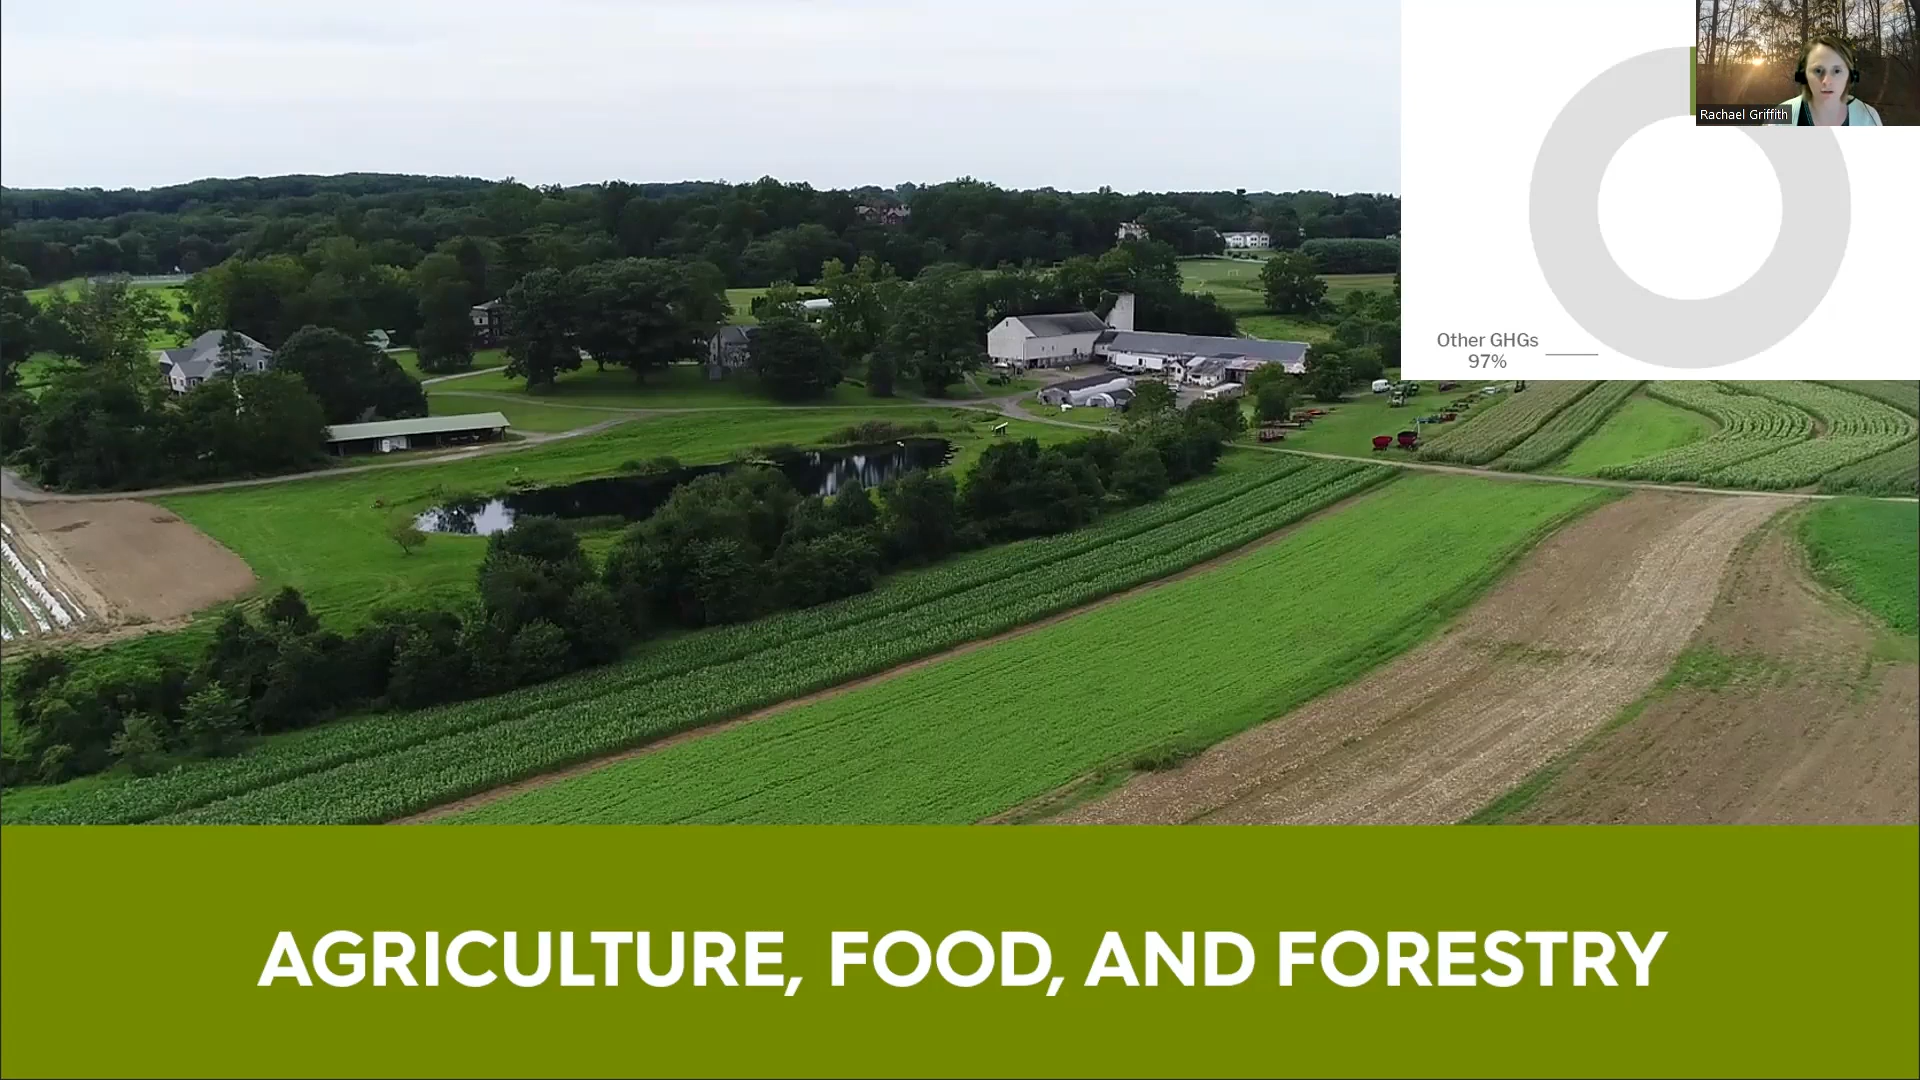 Rachael Griffith
Other GHGs
97%
AGRICULTURE, FOOD, AND FORESTRY